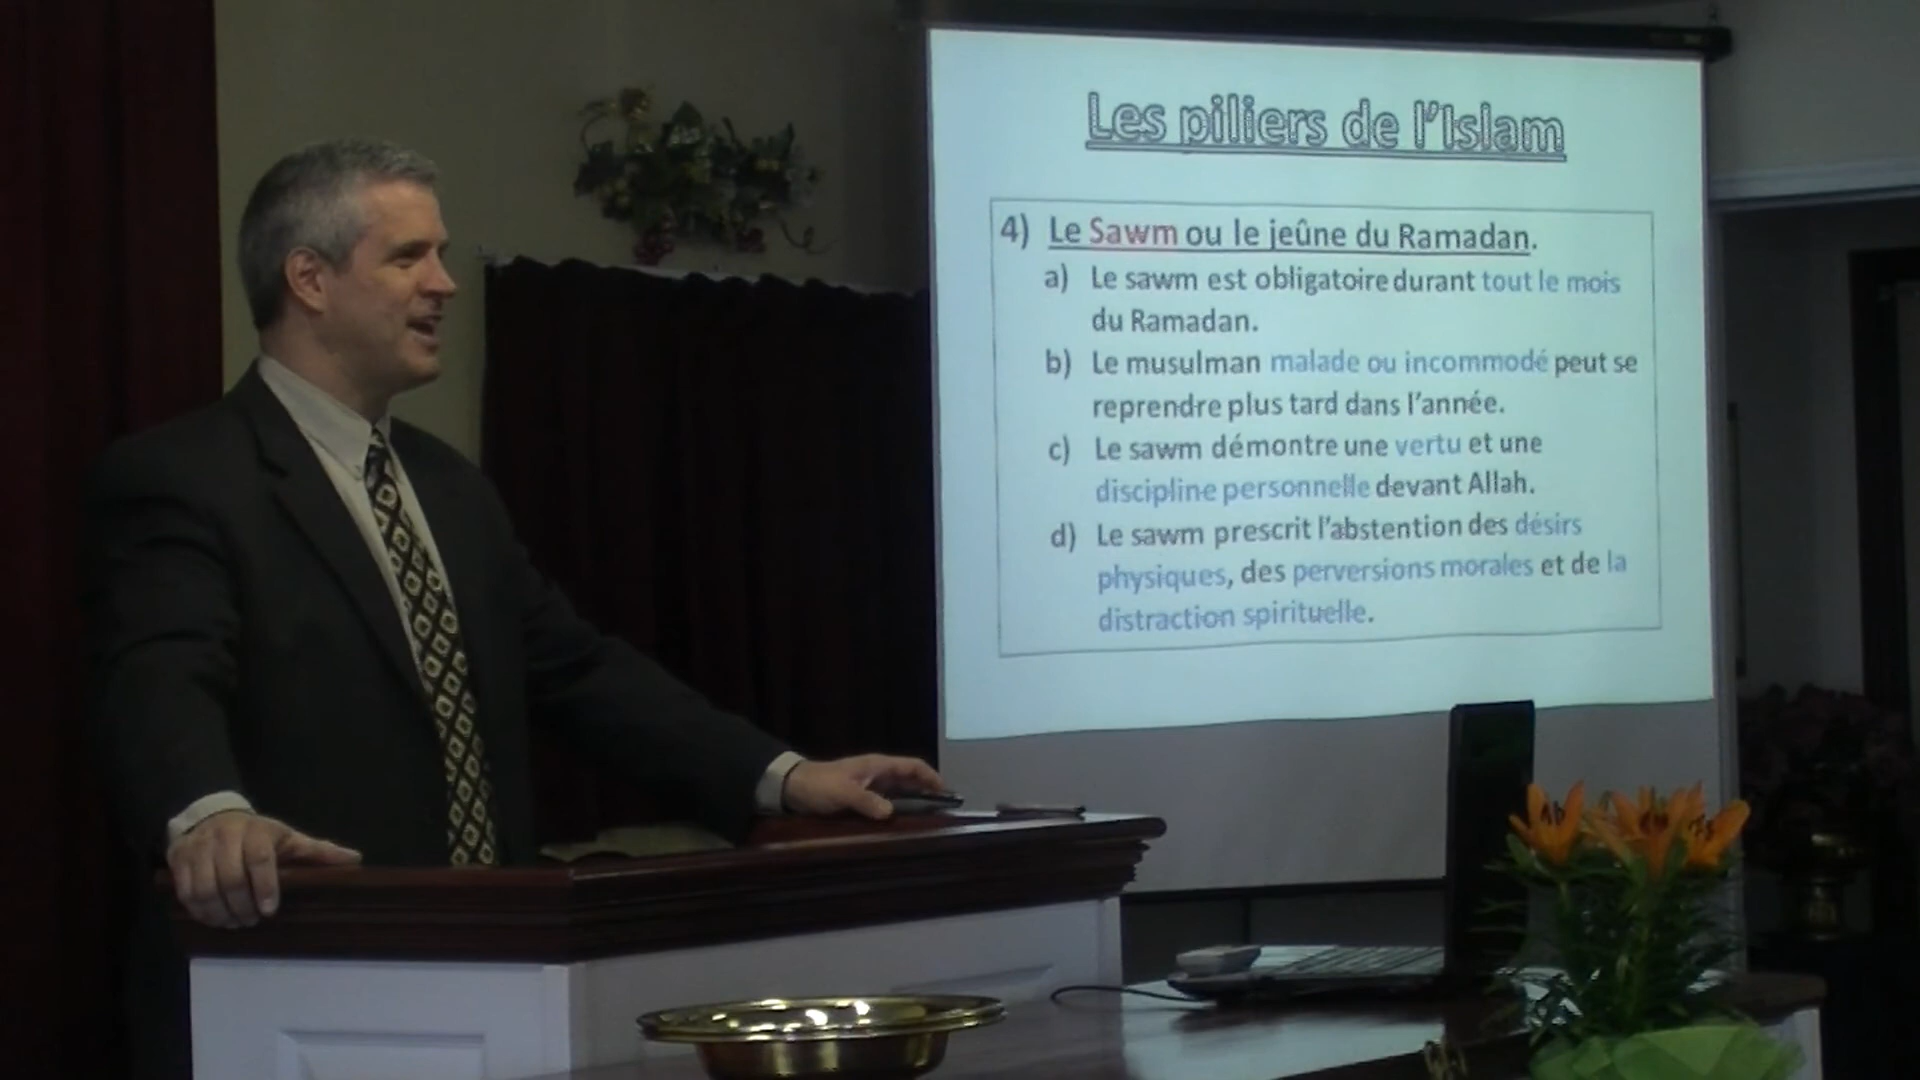 Les piliers de l'Islam
4) Le Sawm ou le jeûne du Ramadan.
a) Le sawm est obligatoire durant tout le mois
du Ramadan.
b) Le musulman malade ou incommodé peut se
reprendre plus tard dans l'année.
c) Le sawm démontre une vertu et une
discipline personnelle devant Allah.
d) Le sawm prescrit l'abstention des désirs
physiques, des perversions morales et de la
distraction spirituelle.